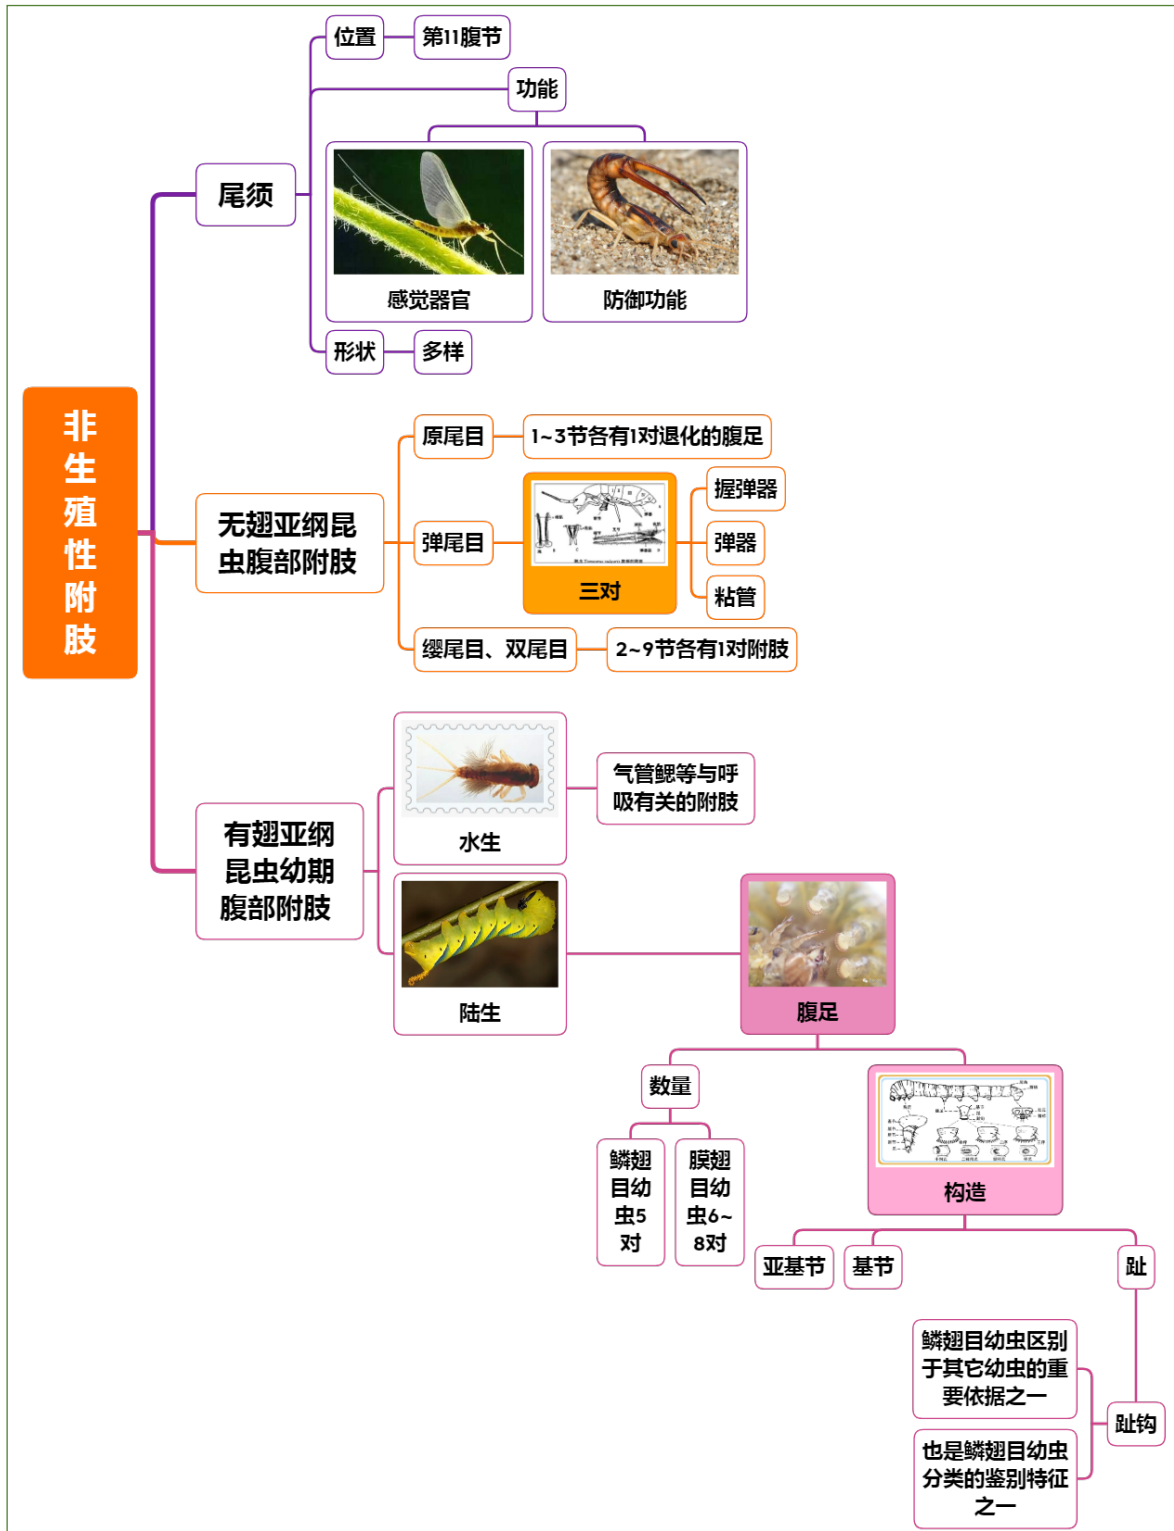 非
生
殖
性
附
肢
尾须
位置
第11腹节
功能
感觉器官
防御功能
形状
多样
无翅亚纲昆
虫腹部附肢
原尾目
1~3节各有1对退化的腹足
弹尾目
三对
握弹器
弹器
粘管
缨尾目、双尾目
2~9节各有1对附肢
有翅亚纲
昆虫幼期
腹部附肢
水生
气管鳃等与呼
吸有关的附肢
陆生
腹足
数量
鳞翅
目幼
虫5
对
膜翅
目幼
虫6~
8对
构造
亚基节
基节
趾
趾钩
鳞翅目幼虫区别
于其它幼虫的重
要依据之一
也是鳞翅目幼虫
分类的鉴别特征
之一